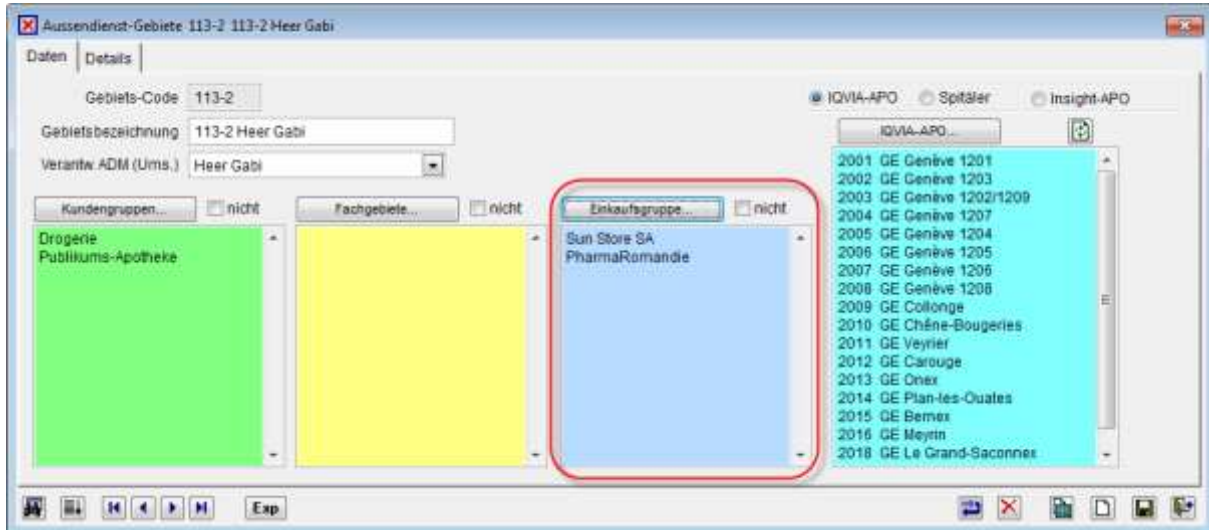 Aussendienst-Gebiete 113-2 113-2 Heer Gabi
Daten Details
Gebiets-Code 113-2
IQVIA-APO Spitäler Insight-APO
Gebietsbezeichnung 113-2 Heer Gabi
IQVIA-APO...
Verantw. ADM (Ums.) Heer Gabi
Kundengruppen... nicht Fachgebiete... nicht Einkaufsgruppe... nicht
Drogerie
Publikums-Apotheke
Sun Store SA
PharmaRomandie
2001 GE Genève 1201
2002 GE Genève 1203
2003 GE Genève 1202/1209
2004 GE Genève 1207
2005 GE Genève 1204
2006 GE Genève 1205
2007 GE Genève 1206
2008 GE Genève 1208
2009 GE Collonge
2010 GE Chêne-Bougeries
2011 GE Veyrier
2012 GE Carouge
2013 GE Onex
2014 GE Plan-les-Ouates
2015 GE Bernex
2016 GE Meyrin
2018 GE Le Grand-Saconnex
Exp